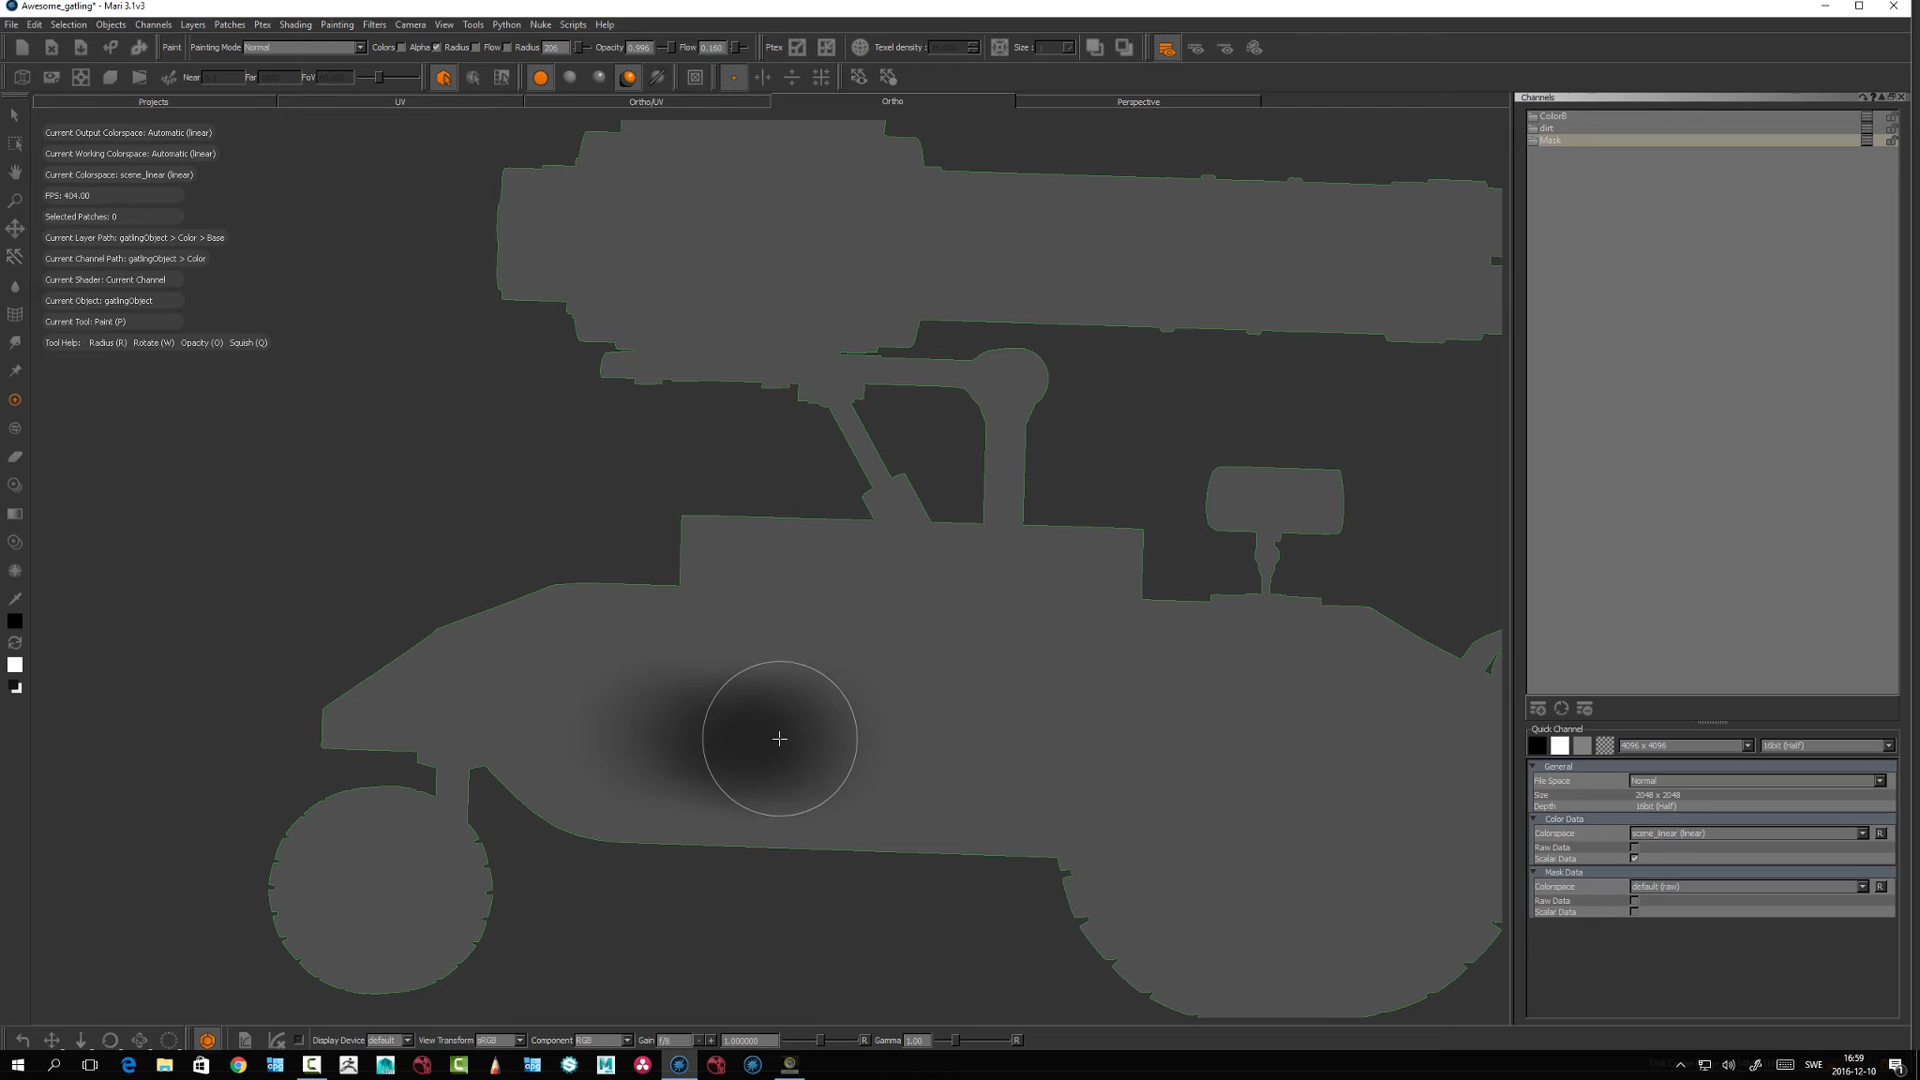 Awesome_gatling* - Mari 3.1v3
File Edit Selection Objects Channels Layers Patches Ptex Shading Painting Mari Filters Camera View Tools Python Nuke Scripts Help
Paint Painting Mode Normal Colors Alpha Radius Flow Radius 206 Opacity 0.996 Flow 0.160 Ptex Texel density: Size: 1
Near 0.1 Far FoV
Projects UV Ortho/UV Ortho Perspective
Channels
Current Output Colorspace: Automatic (linear)
Current Working Colorspace: Automatic (linear)
Current Colorspace: scene_linear (linear)
FPS: 404.00
Selected Patches: 0
Current Layer Path: gatlingObject > Color > Base
Current Channel Path: gatlingObject > Color
Current Shader: Current Channel
Current Object: gatlingObject
Current Tool: Paint (P)
Tool Help: Radius (R) Rotate (W) Opacity (O) Squish (Q)
ColorB
dirt
Mask
Quick Channel
4096 x 4096 16bit (Half)
General
File Space Normal
Size 2048 x 2048
Depth 16bit (Half)
Color Data
Colorspace scene_linear (linear) R
Raw Data
Scalar Data
Mask Data
Colorspace default (raw) R
Raw Data
Scalar Data
Display Device default View Transform sRGB Component RGB Gain f/8 - + 1.000000 R Gamma 1.00 R
SWE
16:59
2016-12-10